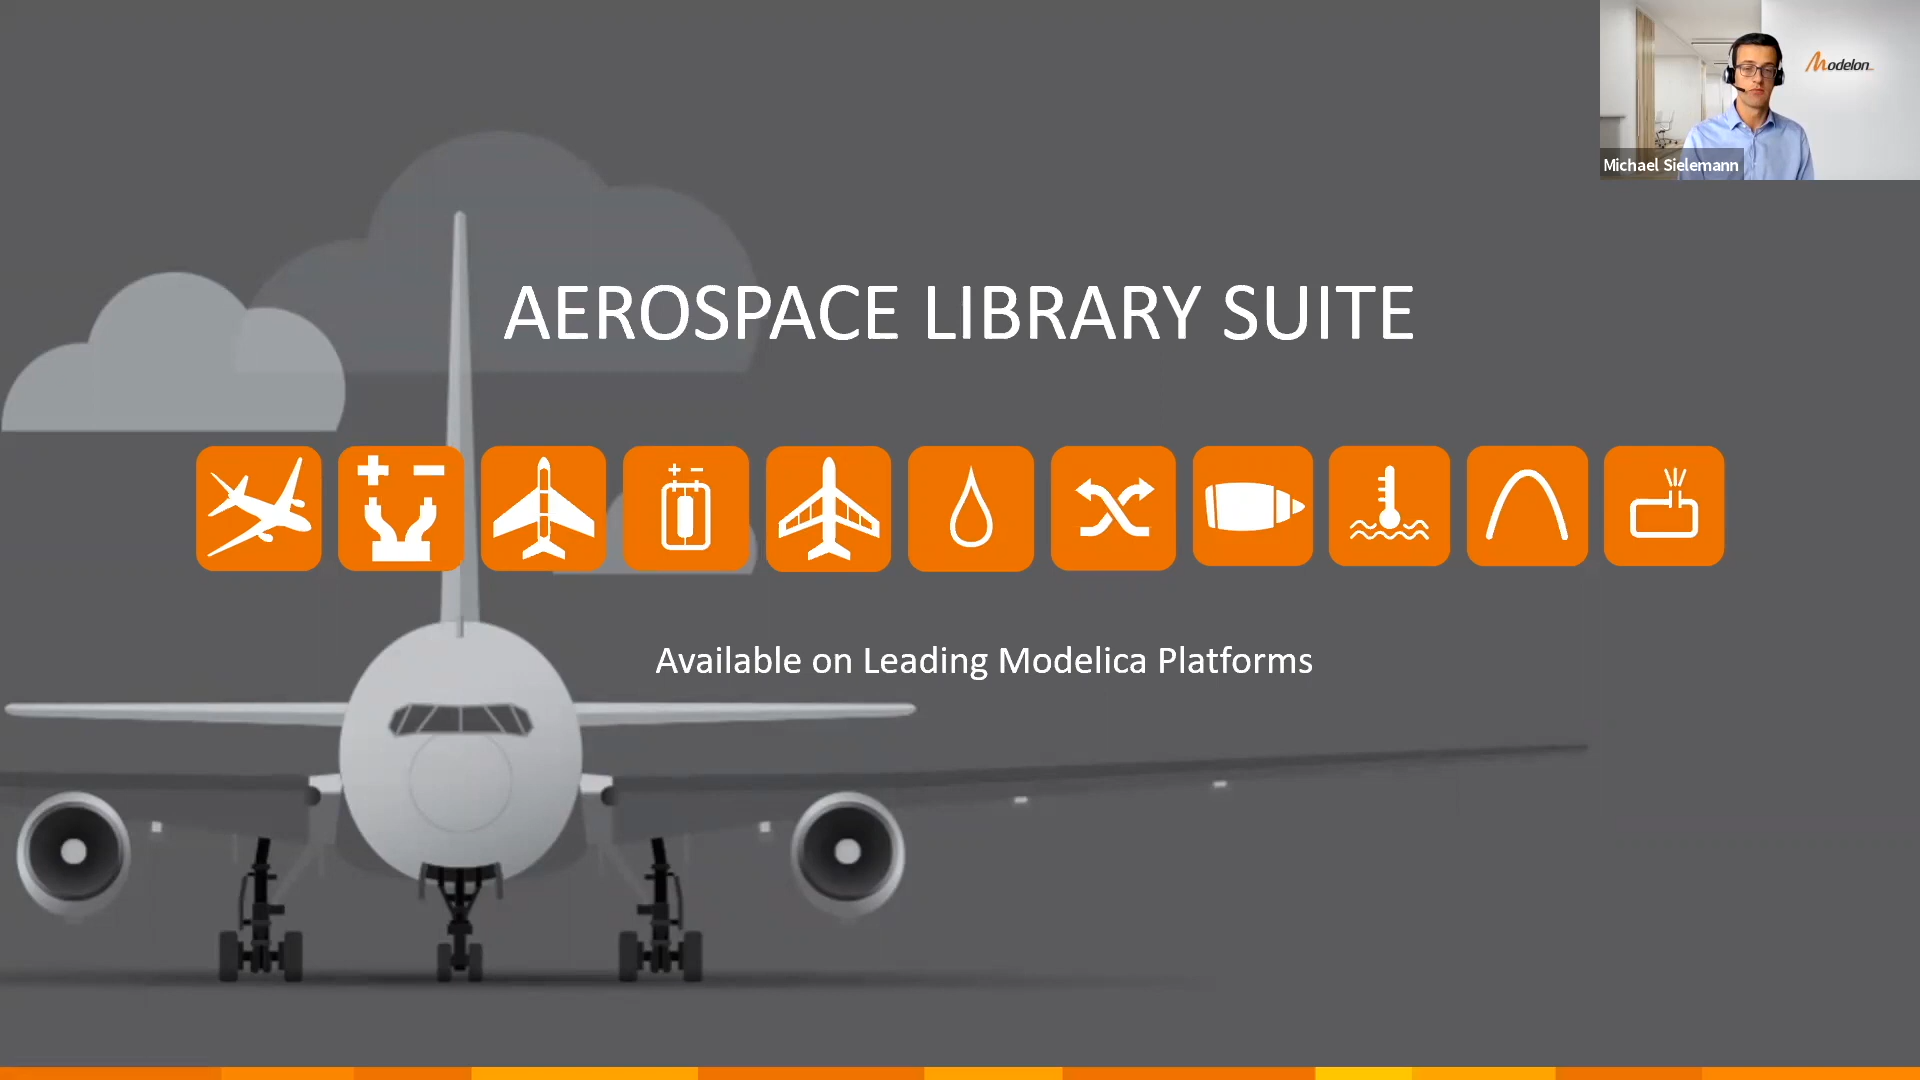 Modelon
Michael Sielemann
AEROSPACE LIBRARY SUITE
Available on Leading Modelica Platforms